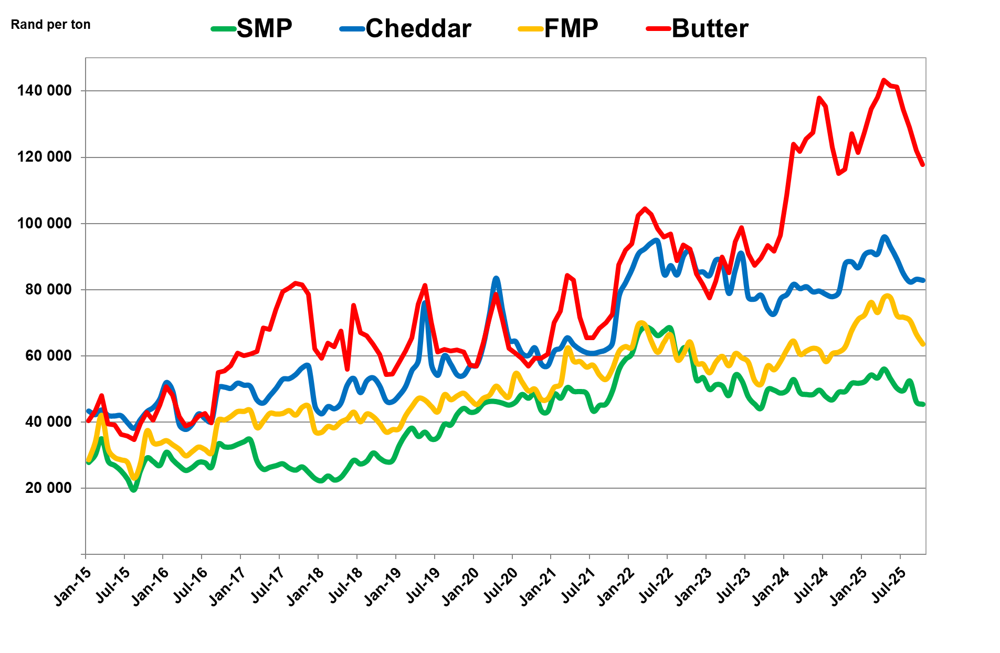 Rand per ton
SMP Cheddar FMP Butter
140 000
120 000
100 000
80 000
60 000
40 000
20 000
Jan-15 Jul-15 Jan-16 Jul-16 Jan-17 Jul-17 Jan-18 Jul-18 Jan-19 Jul-19 Jan-20 Jul-20 Jan-21 Jul-21 Jan-22 Jul-22 Jan-23 Jul-23 Jan-24 Jul-24 Jan-25 Jul-25